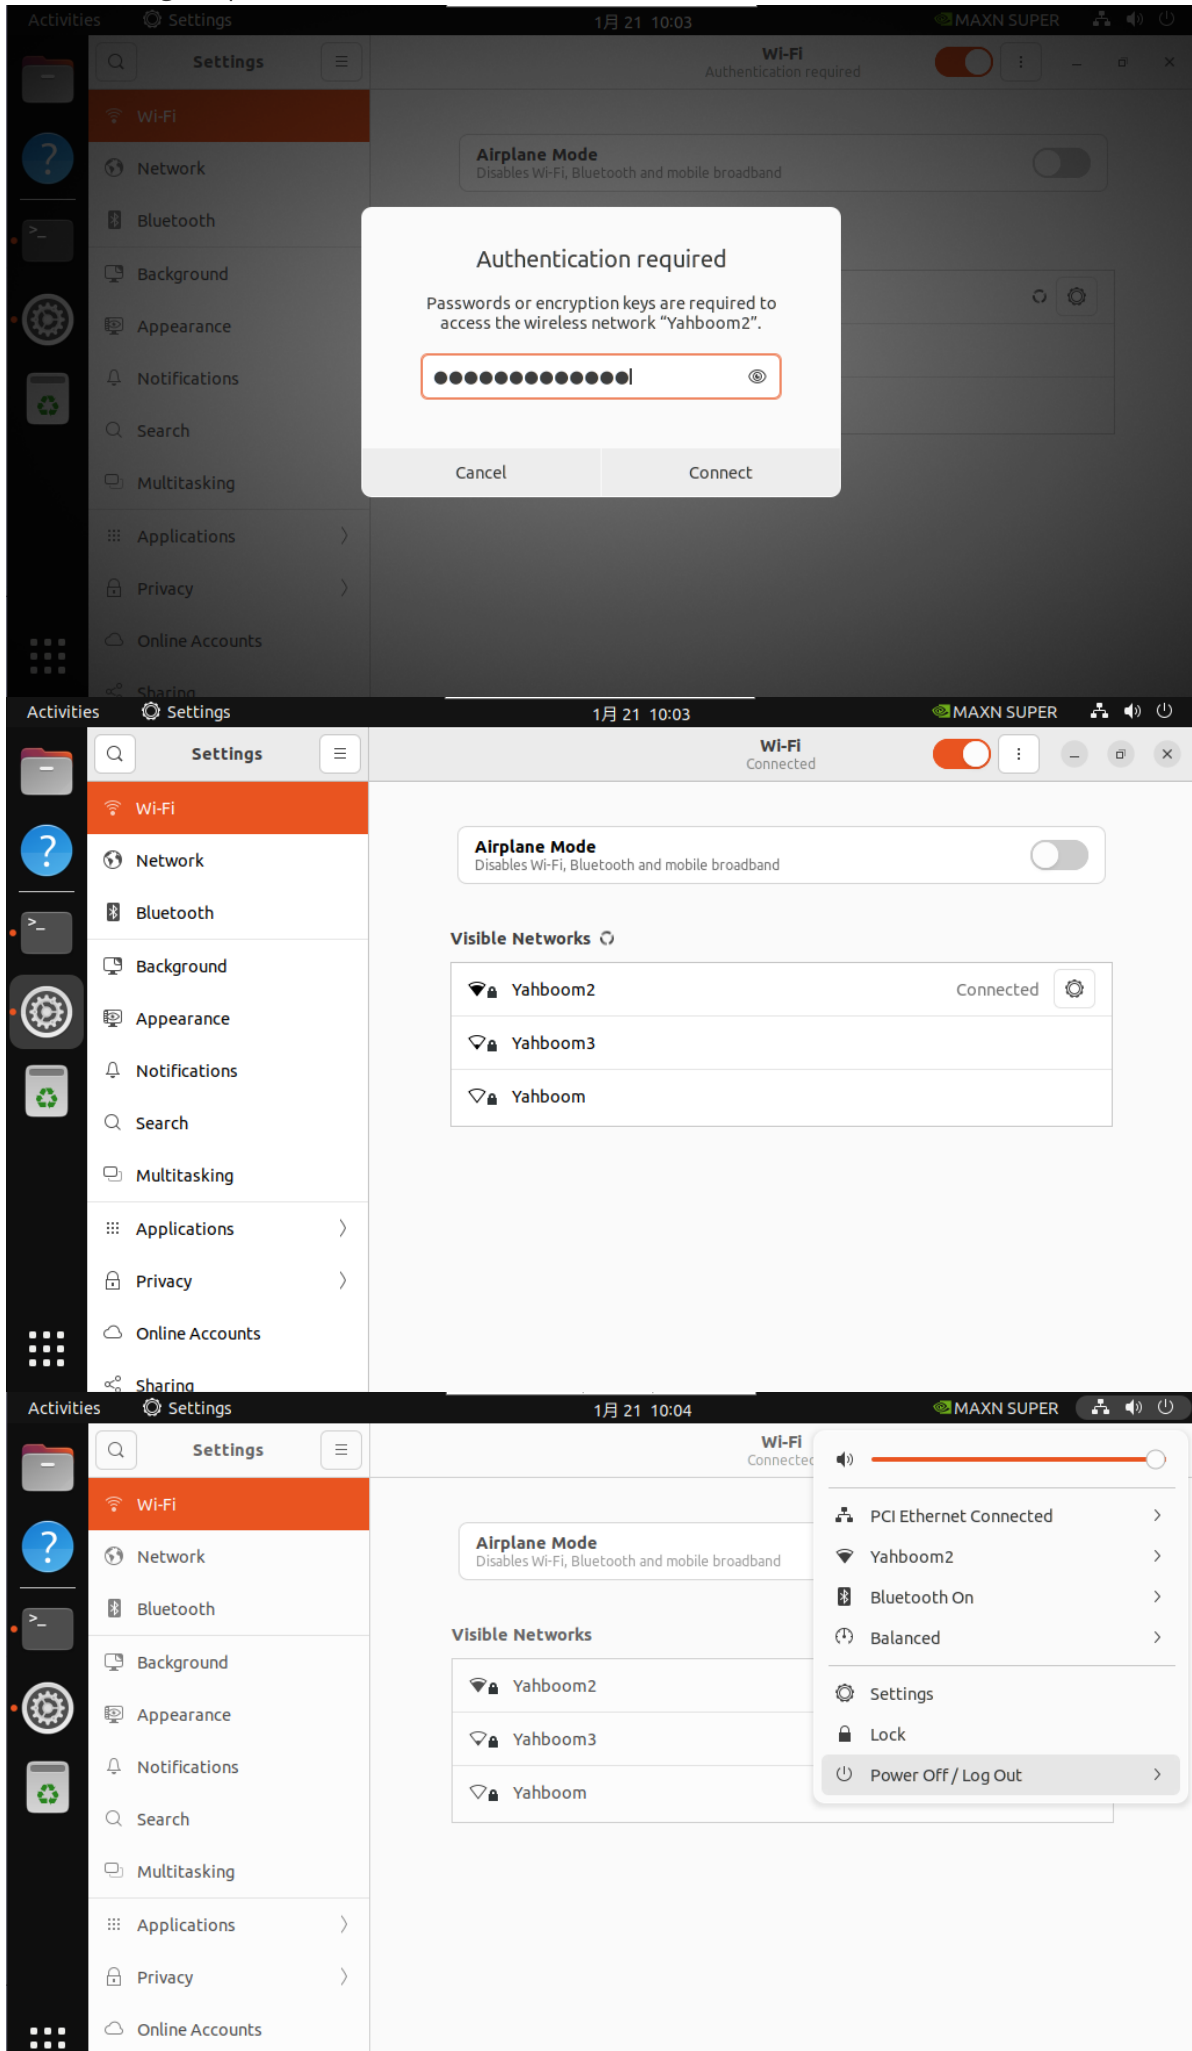 Activities Settings 1月 21 10:03 MAXN SUPER
Settings Wi-Fi
Authentication required
Wi-Fi
Network
Bluetooth
Background
Appearance
Notifications
Search
Multitasking
Applications
Privacy
Online Accounts
Sharing
Airplane Mode
Disables Wi-Fi, Bluetooth and mobile broadband
Authentication required
Passwords or encryption keys are required to
access the wireless network “Yahboom2”.
●●●●●●●●●●●●●
Cancel Connect
Activities Settings 1月 21 10:03 MAXN SUPER
Settings Wi-Fi
Connected
Wi-Fi
Network
Bluetooth
Background
Appearance
Notifications
Search
Multitasking
Applications
Privacy
Online Accounts
Sharing
Airplane Mode
Disables Wi-Fi, Bluetooth and mobile broadband
Visible Networks
Yahboom2 Connected
Yahboom3
Yahboom
Activities Settings 1月 21 10:04 MAXN SUPER
Settings Wi-Fi
Connected
Wi-Fi
Network
Bluetooth
Background
Appearance
Notifications
Search
Multitasking
Applications
Privacy
Online Accounts
Airplane Mode
Disables Wi-Fi, Bluetooth and mobile broadband
Visible Networks
Yahboom2
Yahboom3
Yahboom
PCI Ethernet Connected
Yahboom2
Bluetooth On
Balanced
Settings
Lock
Power Off / Log Out